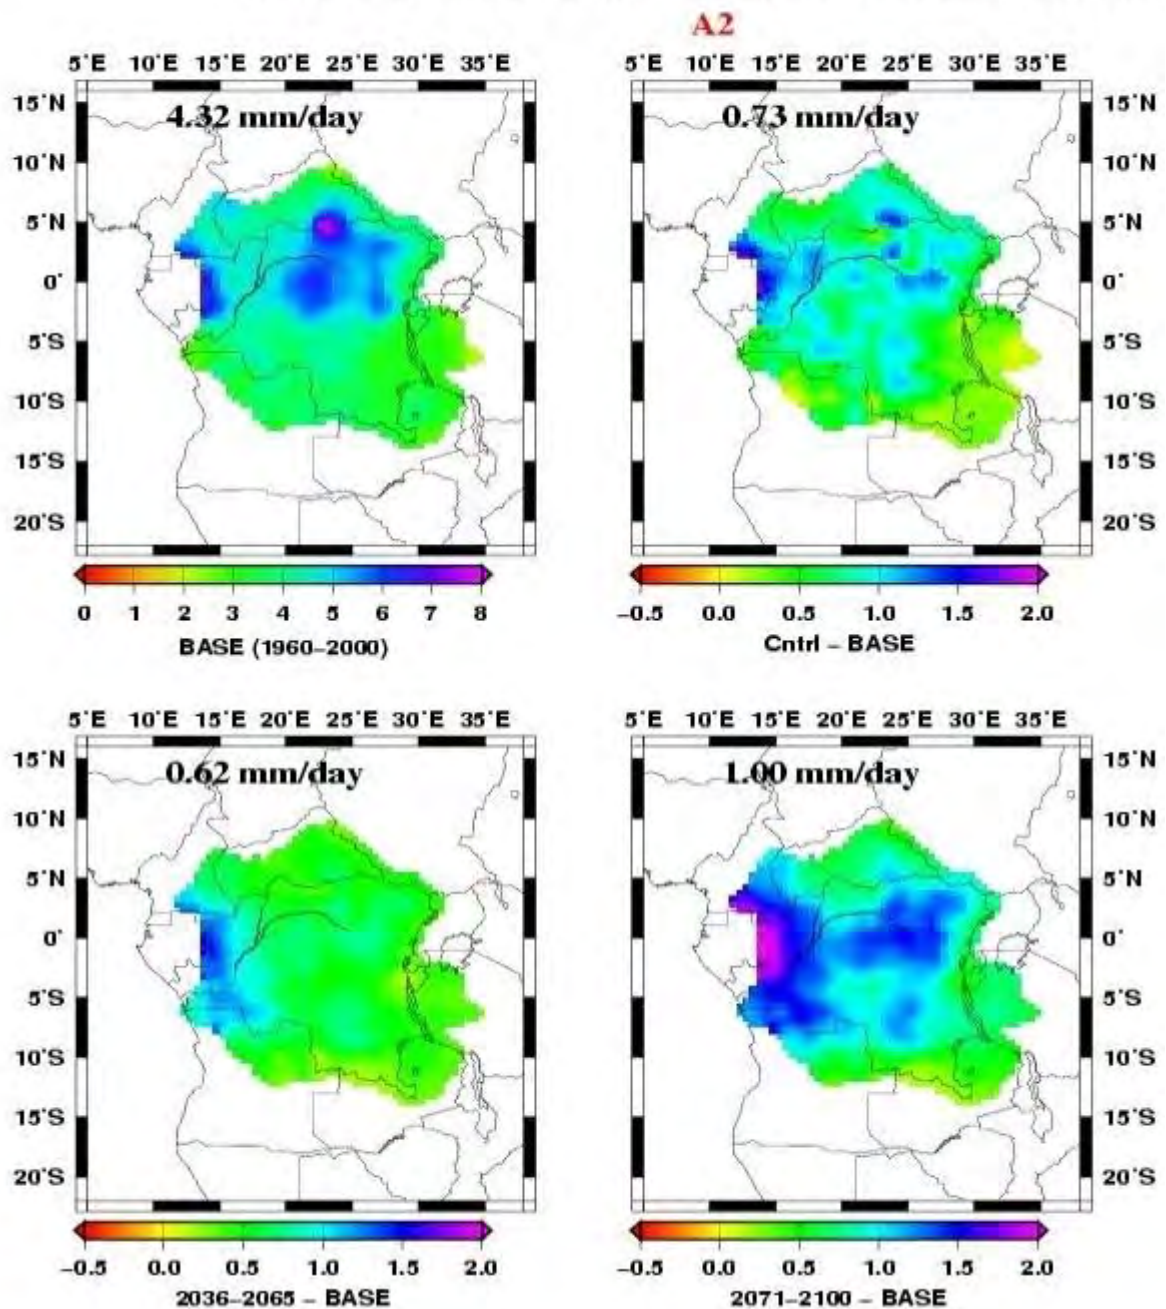 A2
5°E 10°E 15°E 20°E 25°E 30°E 35°E
5°E 10°E 15°E 20°E 25°E 30°E 35°E
4.32 mm/day
0.73 mm/day
15°N
10°N
5°N
0°
5°S
10°S
15°S
20°S
15°N
10°N
5°N
0°
5°S
10°S
15°S
20°S
0 1 2 3 4 5 6 7 8
BASE (1960–2000)
−0.5 0.0 0.5 1.0 1.5 2.0
Cntrl – BASE
5°E 10°E 15°E 20°E 25°E 30°E 35°E
5°E 10°E 15°E 20°E 25°E 30°E 35°E
0.62 mm/day
1.00 mm/day
15°N
10°N
5°N
0°
5°S
10°S
15°S
20°S
15°N
10°N
5°N
0°
5°S
10°S
15°S
20°S
−0.5 0.0 0.5 1.0 1.5 2.0
2036–2065 – BASE
−0.5 0.0 0.5 1.0 1.5 2.0
2071–2100 – BASE